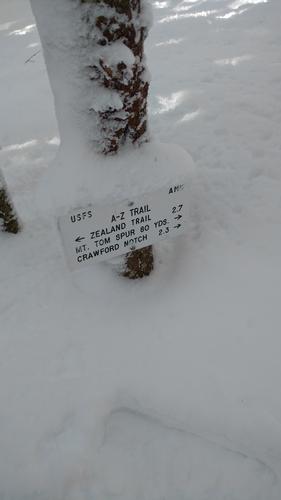 USFS AMC
A-Z TRAIL
← ZEALAND TRAIL 2.7
MT. TOM SPUR 80 YDS. →
CRAWFORD NOTCH 2.3 →